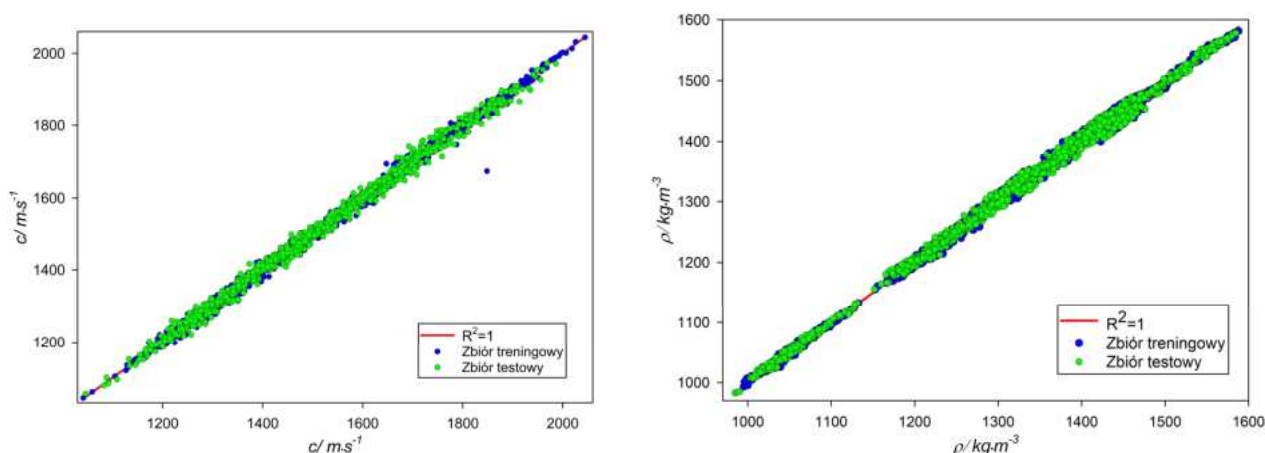 2000
1800
1600
1400
1200
c/ m·s⁻¹
1200 1400 1600 1800 2000
c/ m·s⁻¹
R²=1
Zbiór treningowy
Zbiór testowy
1600
1500
1400
1300
1200
1100
1000
ρ/ kg·m⁻³
1000 1100 1200 1300 1400 1500 1600
ρ/ kg·m⁻³
R²=1
Zbiór treningowy
Zbiór testowy